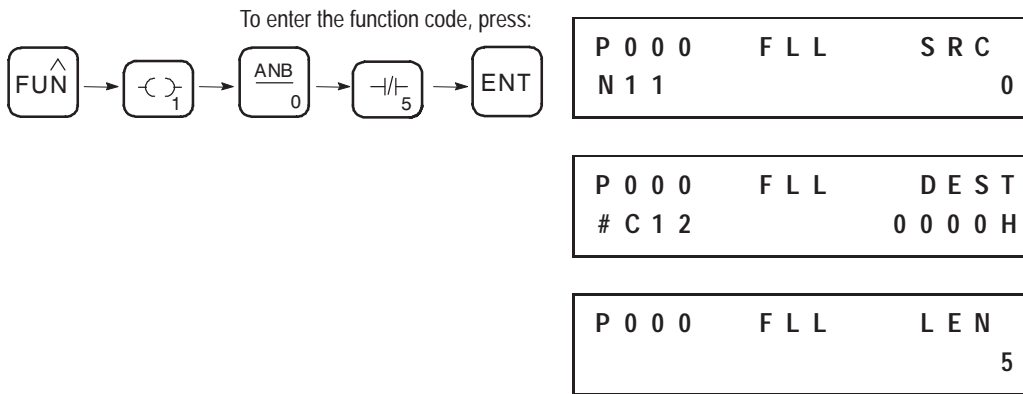 To enter the function code, press:
FUN → -( )- 1 → ANB 0 → ⊣/⊢ 5 → ENT
P000 FLL SRC
N11 0
P000 FLL DEST
#C12 0000H
P000 FLL LEN
5